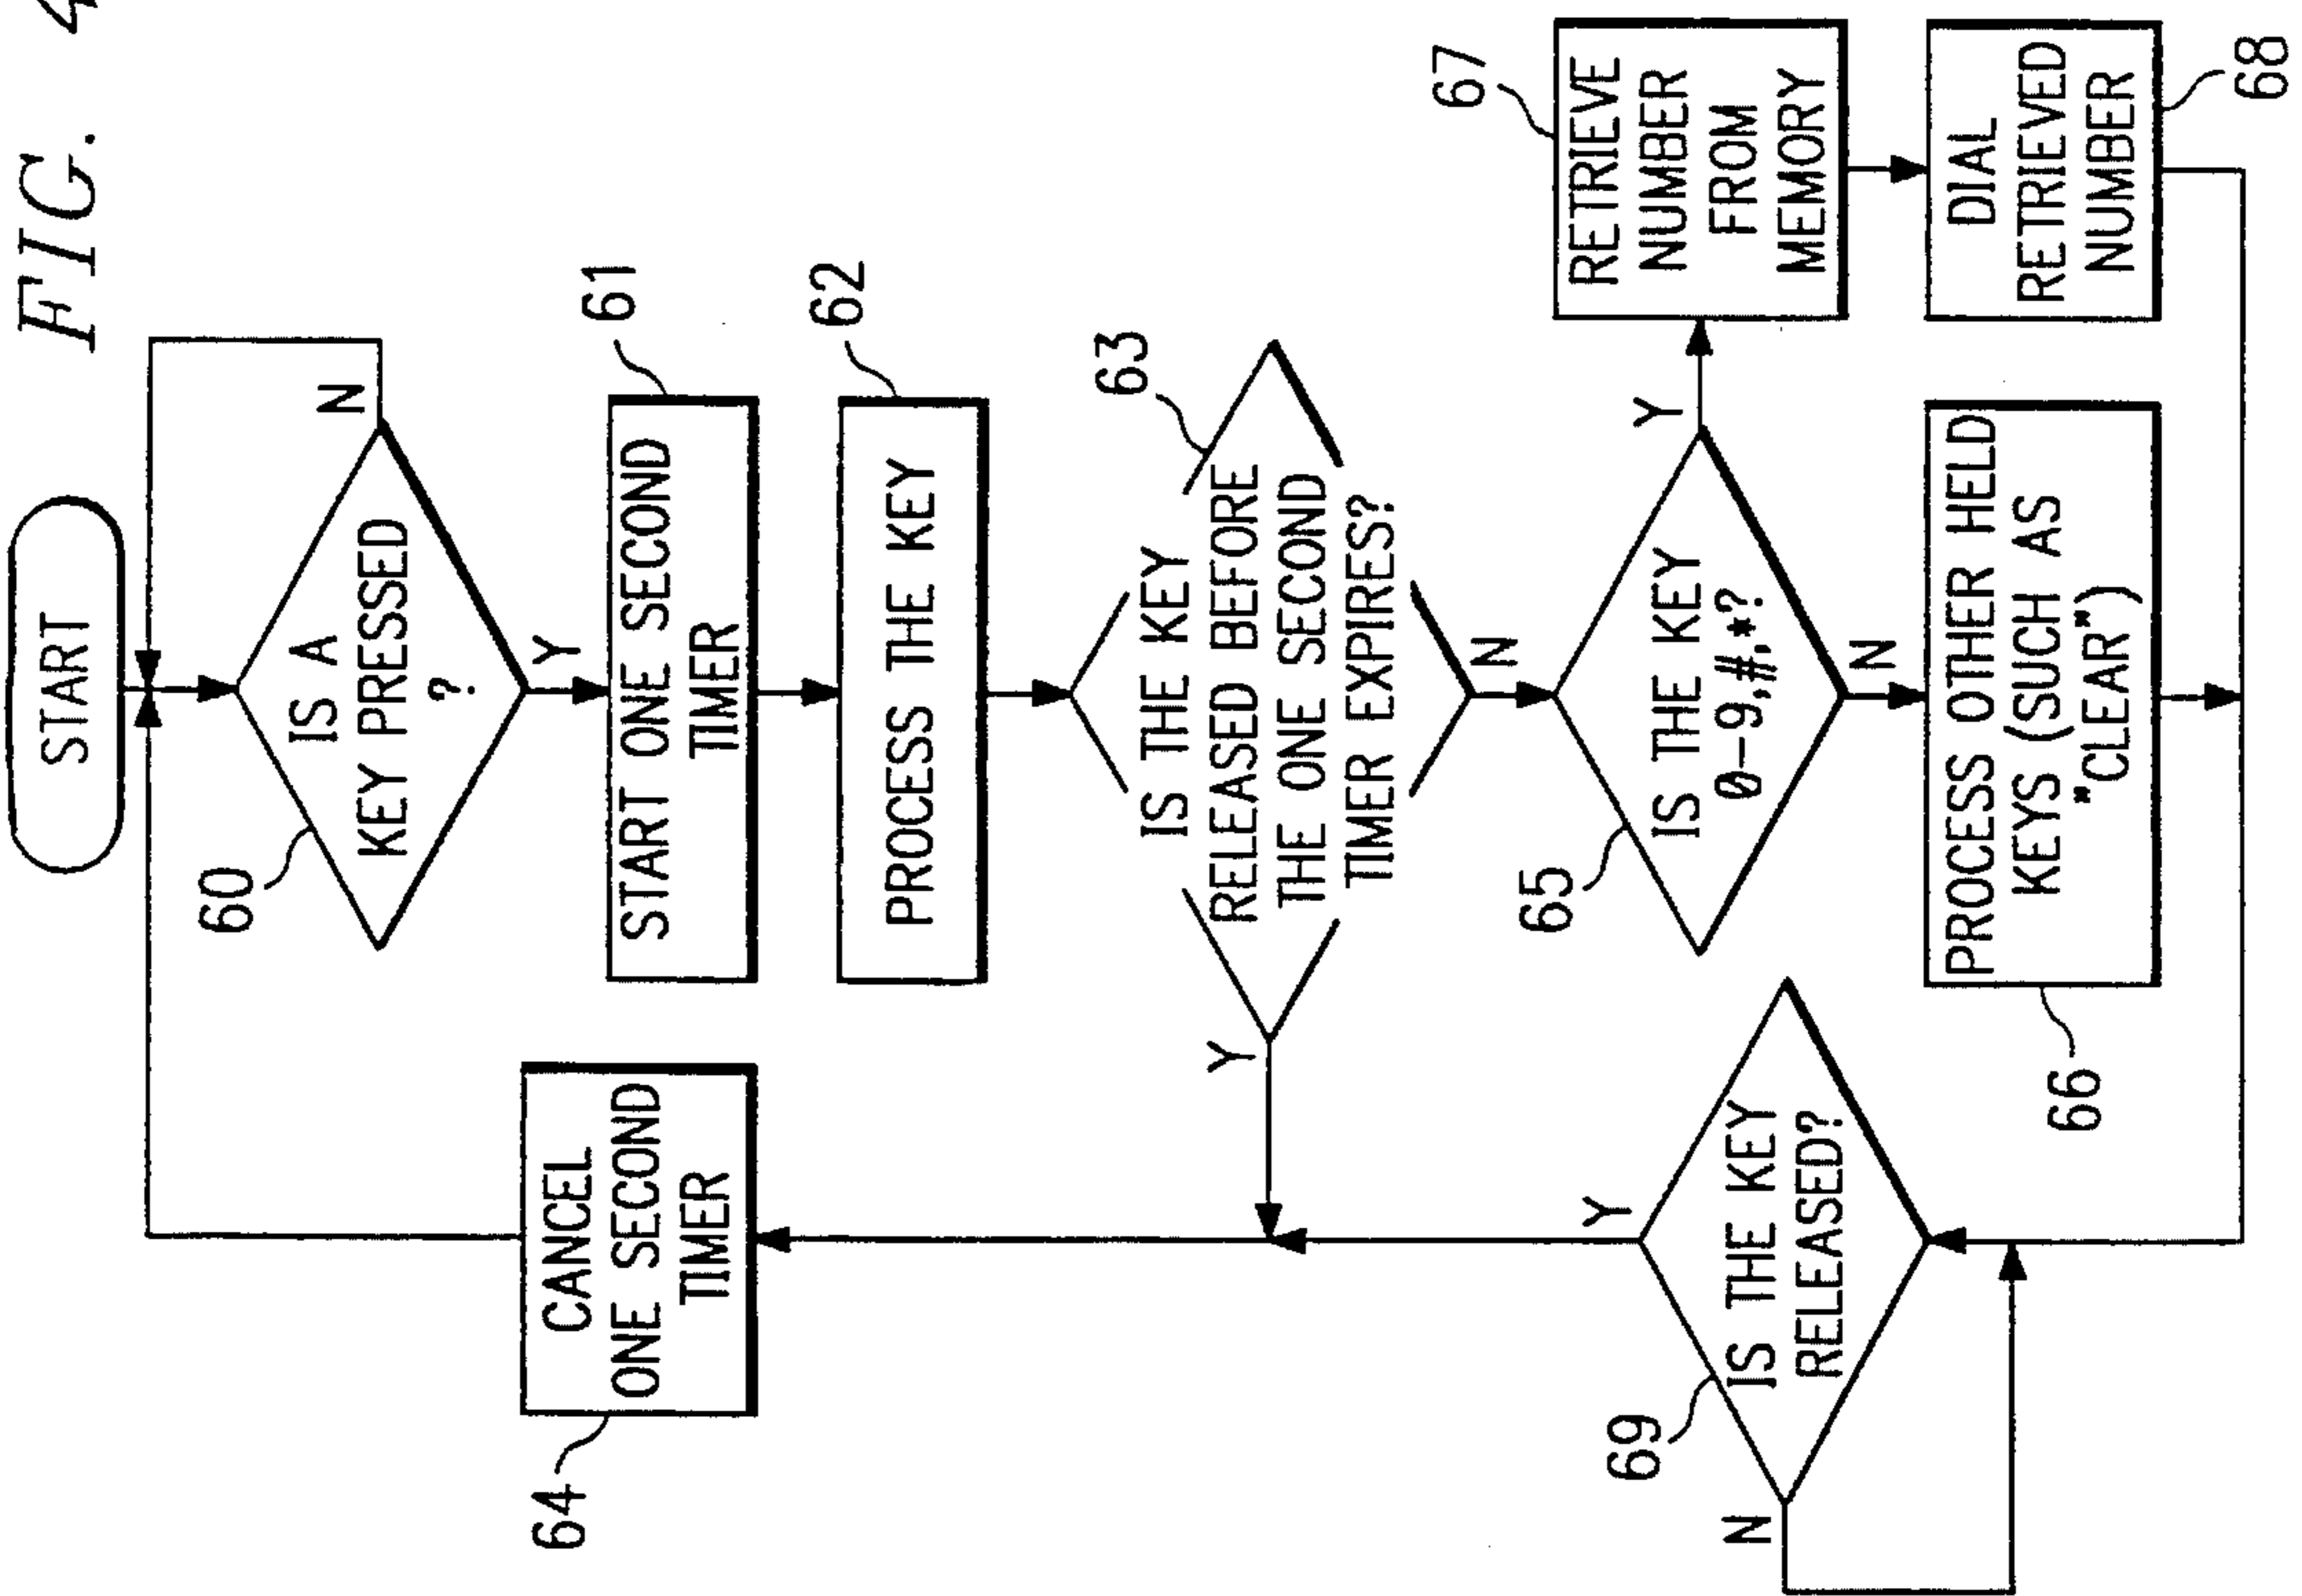 FIG. 4
START
60
IS A
KEY PRESSED
?
N
Y
61
START ONE SECOND
TIMER
62
PROCESS THE KEY
63
IS THE KEY
RELEASED BEFORE
THE ONE SECOND
TIMER EXPIRES?
Y
N
64
CANCEL
ONE SECOND
TIMER
65
IS THE KEY
0-9,#,*?
Y
N
67
RETRIEVE
NUMBER
FROM
MEMORY
66
PROCESS OTHER HELD
KEYS (SUCH AS
"CLEAR")
68
DIAL
RETRIEVED
NUMBER
69
IS THE KEY
RELEASED?
Y
N